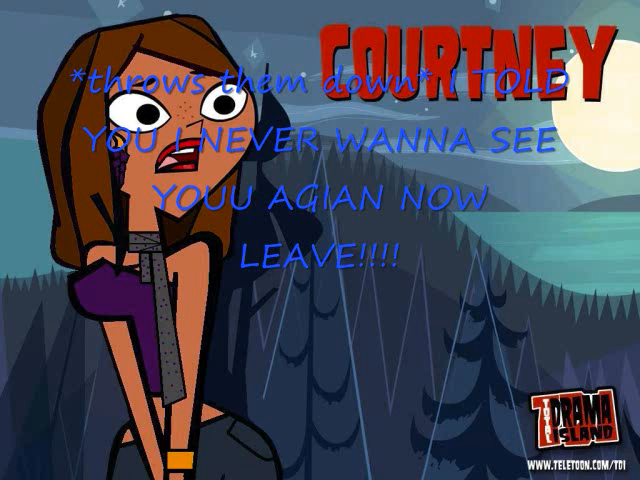 COURTNEY
*throws them down* I TOLD
YOU I NEVER WANNA SEE
YOUU AGIAN NOW
LEAVE!!!!
TOTAL
DRAMA
ISLAND
WWW.TELETOON.COM/TDI